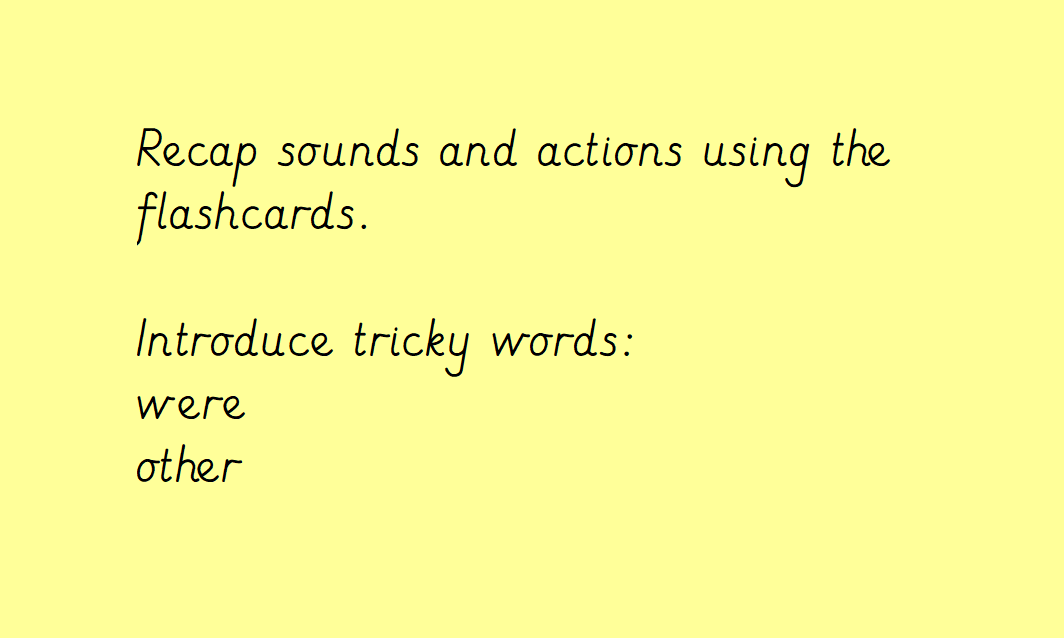 Recap sounds and actions using the
flashcards.
Introduce tricky words:
were
other